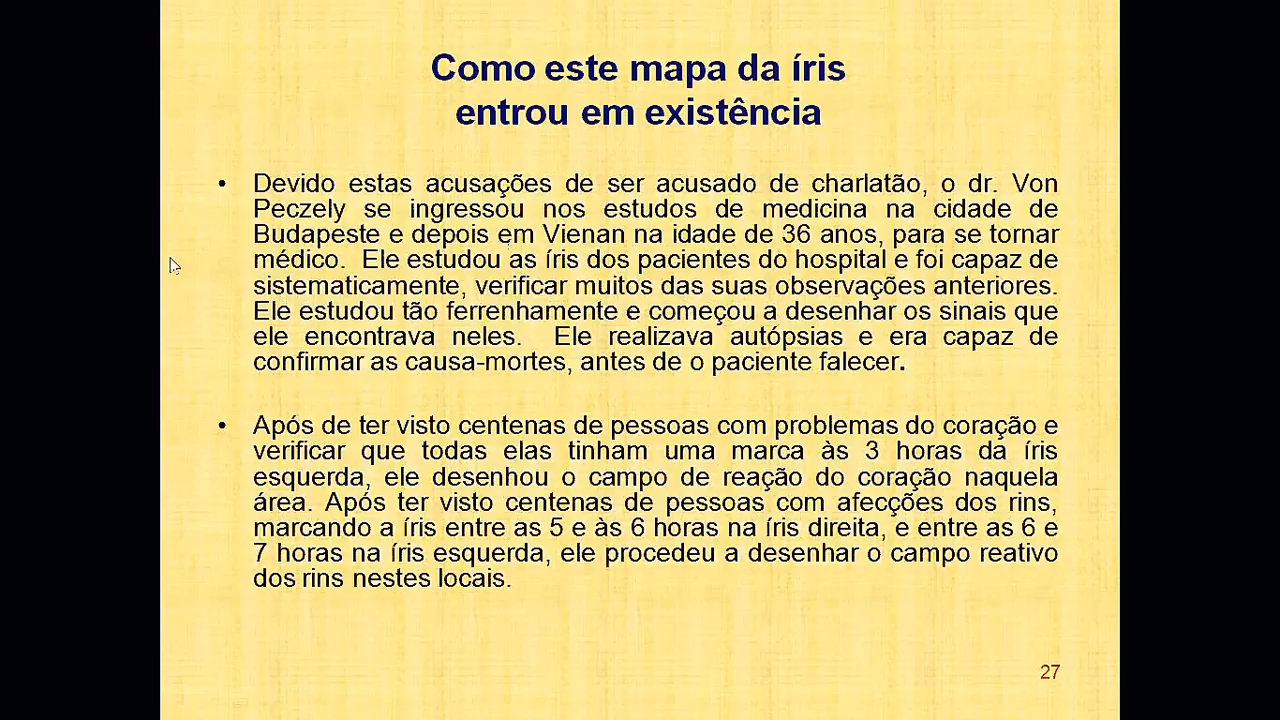 Como este mapa da íris
entrou em existência
• Devido estas acusações de ser acusado de charlatão, o dr. Von
Peczely se ingressou nos estudos de medicina na cidade de
Budapeste e depois em Vienan na idade de 36 anos, para se tornar
médico. Ele estudou as íris dos pacientes do hospital e foi capaz de
sistematicamente, verificar muitos das suas observações anteriores.
Ele estudou tão ferrenhamente e começou a desenhar os sinais que
ele encontrava neles. Ele realizava autópsias e era capaz de
confirmar as causa-mortes, antes de o paciente falecer.
• Após de ter visto centenas de pessoas com problemas do coração e
verificar que todas elas tinham uma marca às 3 horas da íris
esquerda, ele desenhou o campo de reação do coração naquela
área. Após ter visto centenas de pessoas com afecções dos rins,
marcando a íris entre as 5 e às 6 horas na íris direita, e entre as 6 e
7 horas na íris esquerda, ele procedeu a desenhar o campo reativo
dos rins nestes locais.
27